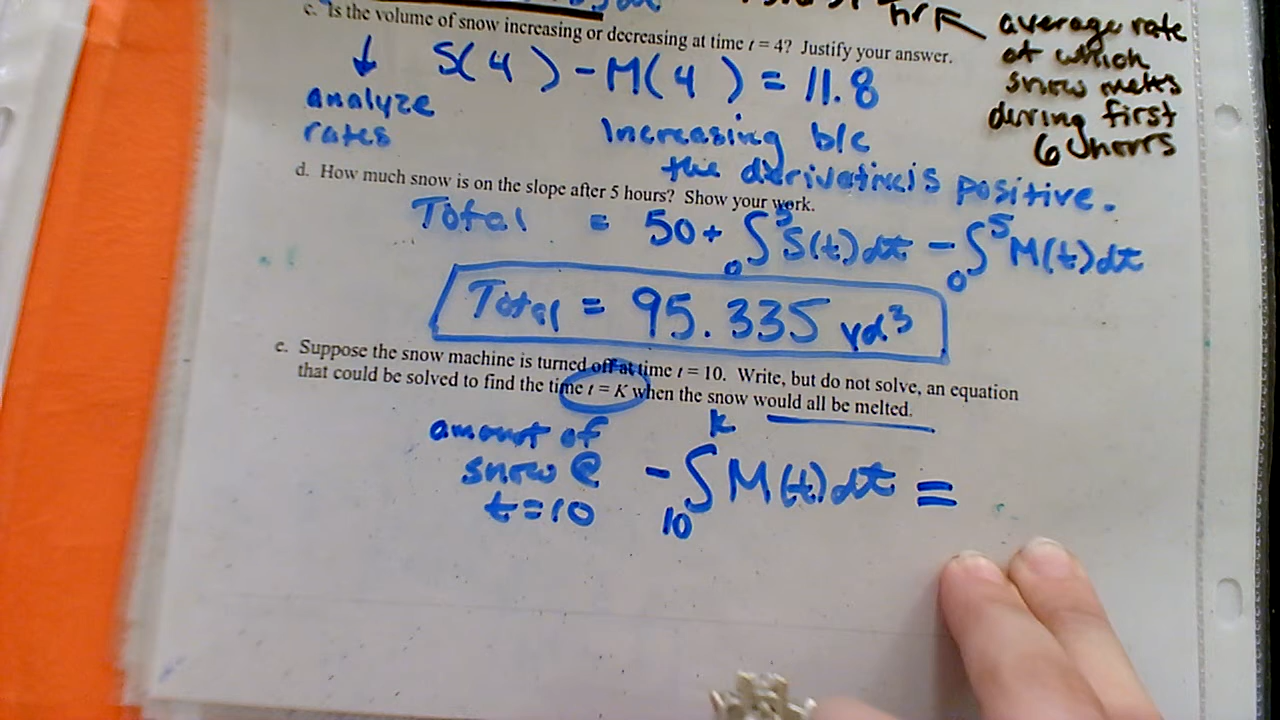 hr
average rate
at which
snow melts
during first
6 hours
c. Is the volume of snow increasing or decreasing at time t = 4? Justify your answer.
S(4) - M(4) = 11.8
analyze
rates
Increasing b/c
the derivative is positive.
d. How much snow is on the slope after 5 hours? Show your work.
Total = 50 + ∫₀⁵ S(t)dt - ∫₀⁵ M(t)dt
Total = 95.335 yd³
e. Suppose the snow machine is turned off at time t = 10. Write, but do not solve, an equation
that could be solved to find the time t = K when the snow would all be melted.
amount of
snow @
t = 10
- ∫₁₀ᴷ M(t)dt =